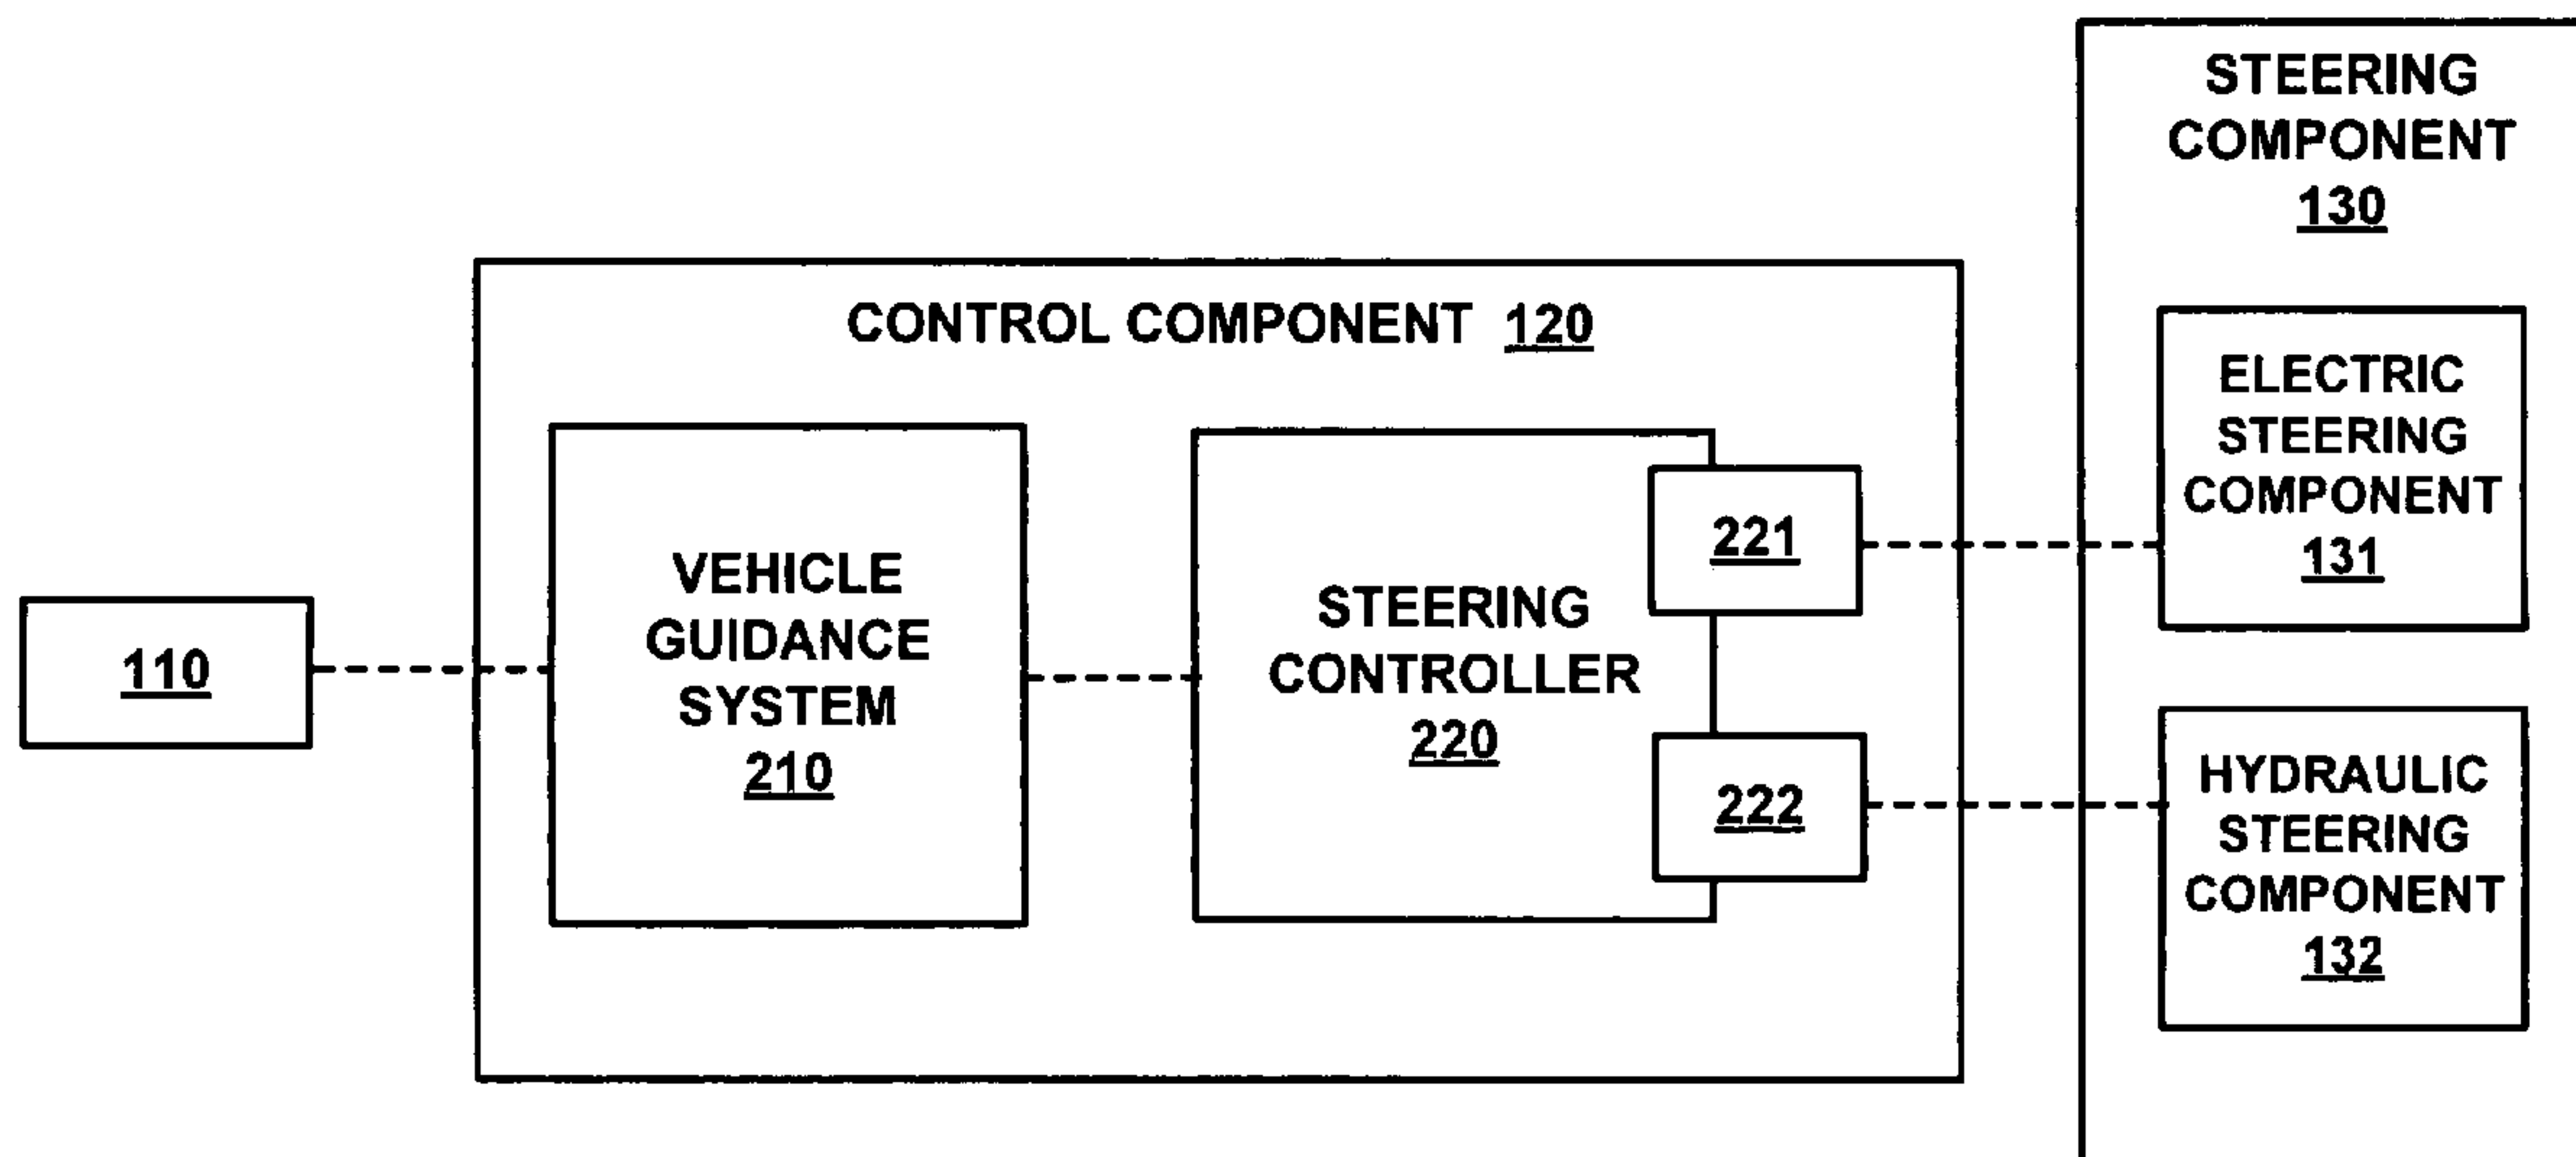 110
CONTROL COMPONENT 120
VEHICLE
GUIDANCE
SYSTEM
210
STEERING
CONTROLLER
220
221
222
STEERING
COMPONENT
130
ELECTRIC
STEERING
COMPONENT
131
HYDRAULIC
STEERING
COMPONENT
132